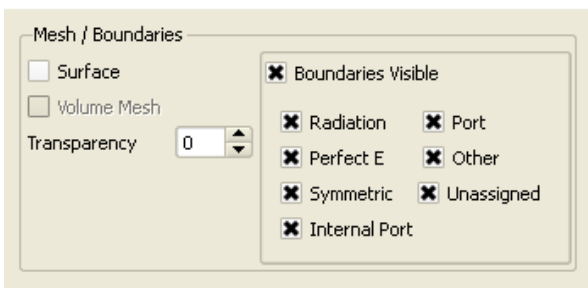 Mesh / Boundaries
Surface
Volume Mesh
Transparency 0
Boundaries Visible
Radiation Port
Perfect E Other
Symmetric Unassigned
Internal Port